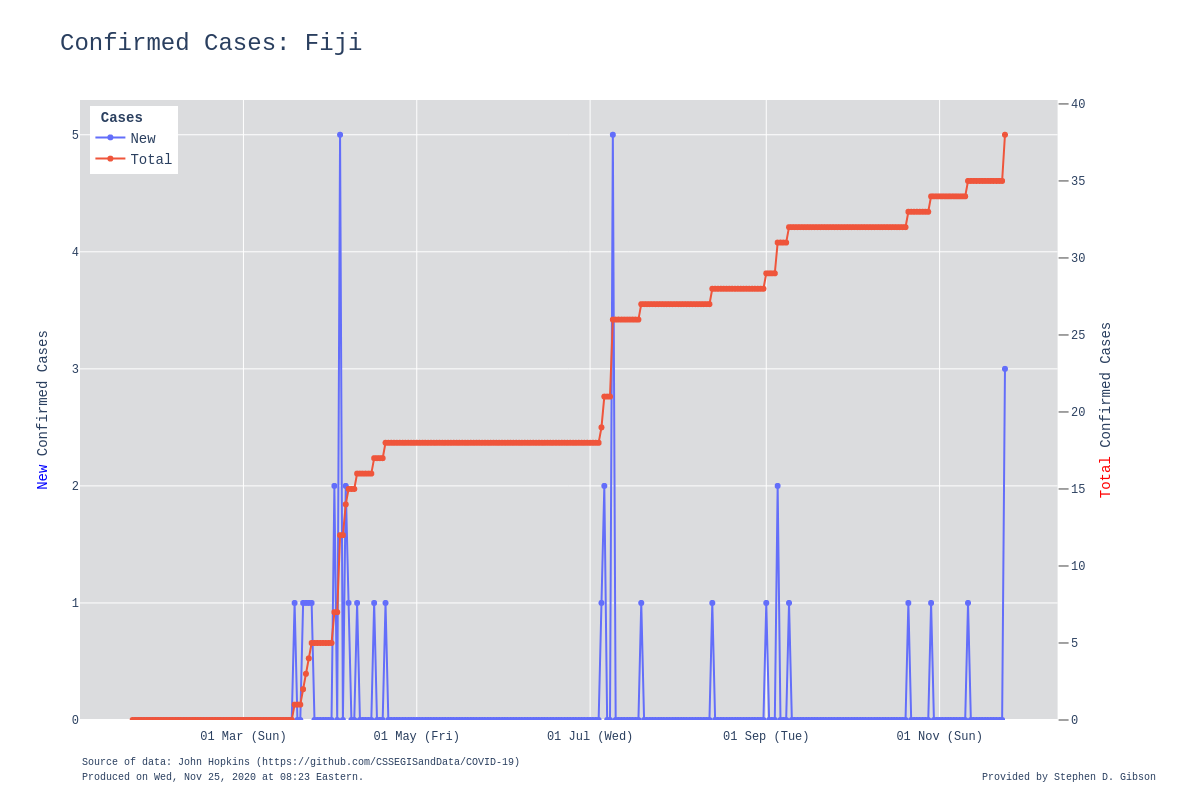 Confirmed Cases: Fiji
Cases
New
Total
5
4
3
2
1
0
40
35
30
25
20
15
10
5
0
New Confirmed Cases
Total Confirmed Cases
01 Mar (Sun)
01 May (Fri)
01 Jul (Wed)
01 Sep (Tue)
01 Nov (Sun)
Source of data: John Hopkins (https://github.com/CSSEGISandData/COVID-19)
Produced on Wed, Nov 25, 2020 at 08:23 Eastern.
Provided by Stephen D. Gibson